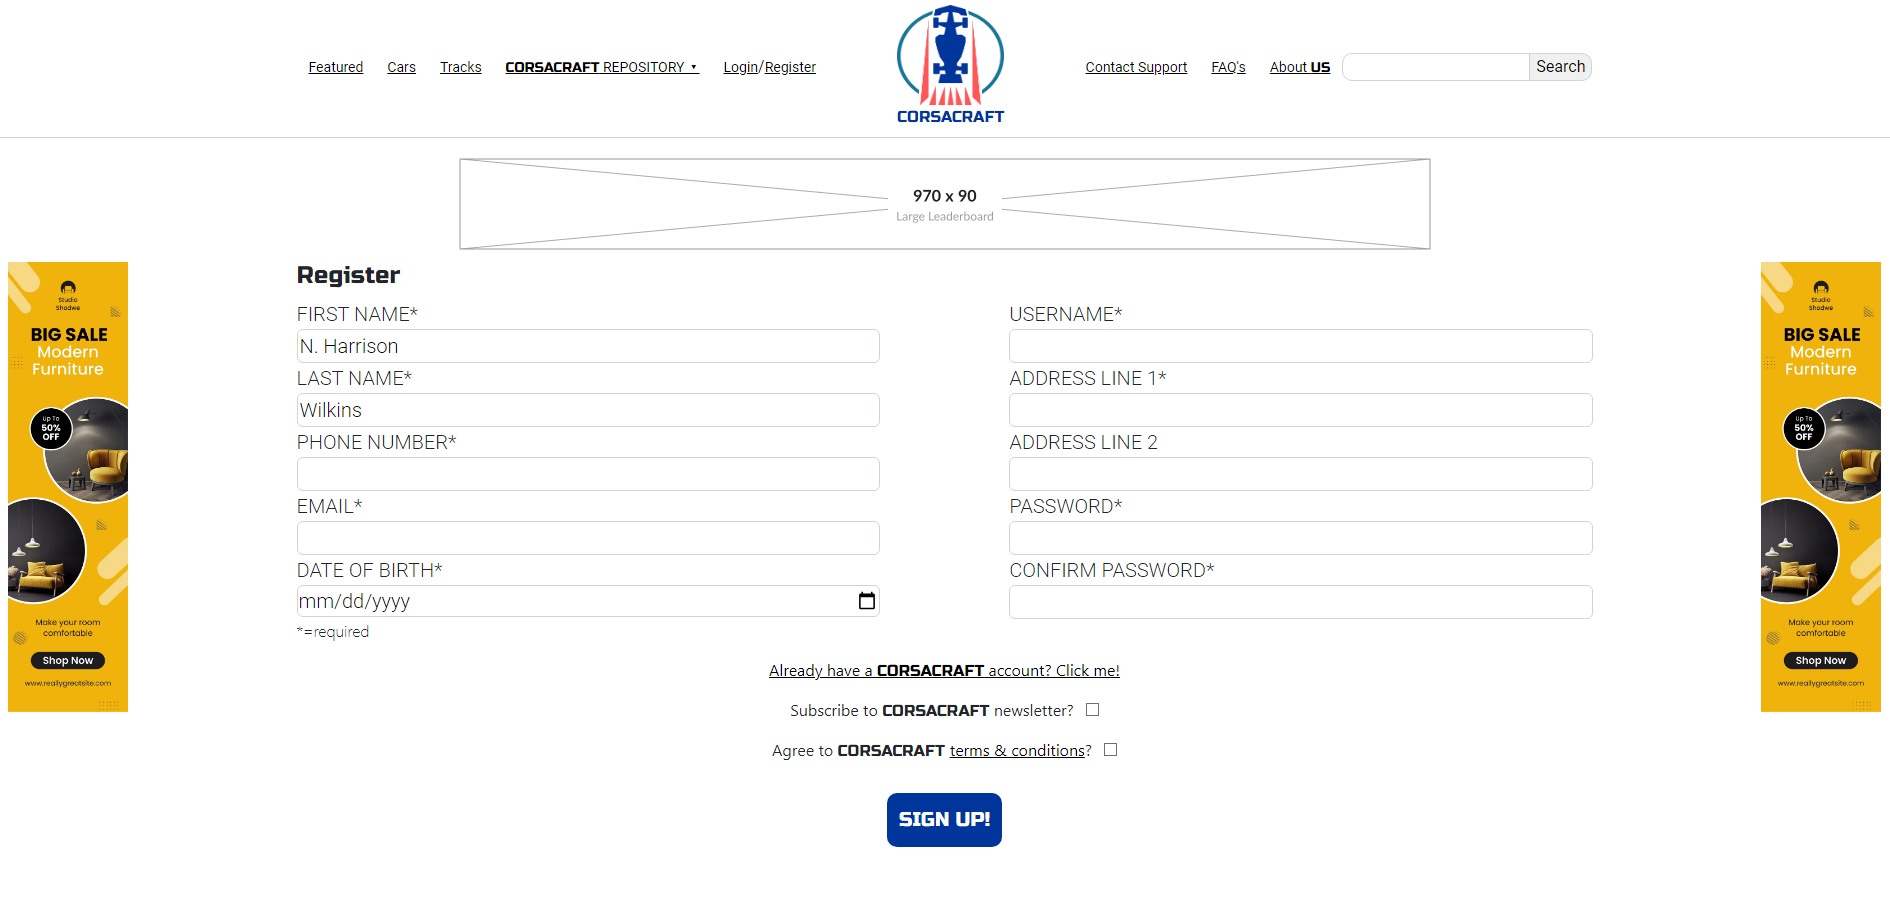 Featured Cars Tracks CORSACRAFT REPOSITORY ▾ Login/Register
CORSACRAFT
Contact Support FAQ's About US Search
970 x 90
Large Leaderboard
Studio
Shodwe
BIG SALE
Modern
Furniture
Up To
50%
OFF
Make your room
comfortable
Shop Now
www.reallygreatsite.com
Register
FIRST NAME*
N. Harrison
LAST NAME*
Wilkins
PHONE NUMBER*
EMAIL*
DATE OF BIRTH*
mm/dd/yyyy
*=required
USERNAME*
ADDRESS LINE 1*
ADDRESS LINE 2
PASSWORD*
CONFIRM PASSWORD*
Already have a CORSACRAFT account? Click me!
Subscribe to CORSACRAFT newsletter?
Agree to CORSACRAFT terms & conditions?
SIGN UP!
Studio
Shodwe
BIG SALE
Modern
Furniture
Up To
50%
OFF
Make your room
comfortable
Shop Now
www.reallygreatsite.com